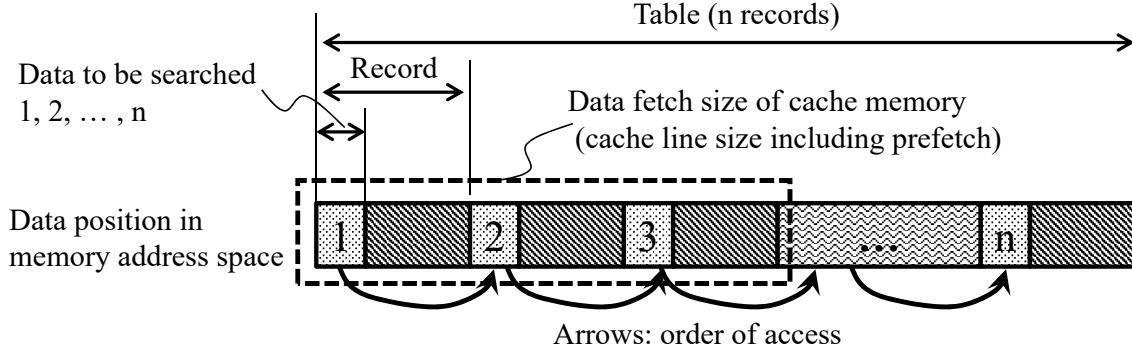 Table (n records)
Data to be searched
1, 2, … , n
Record
Data fetch size of cache memory
(cache line size including prefetch)
Data position in
memory address space
1 2 3 … n
Arrows: order of access